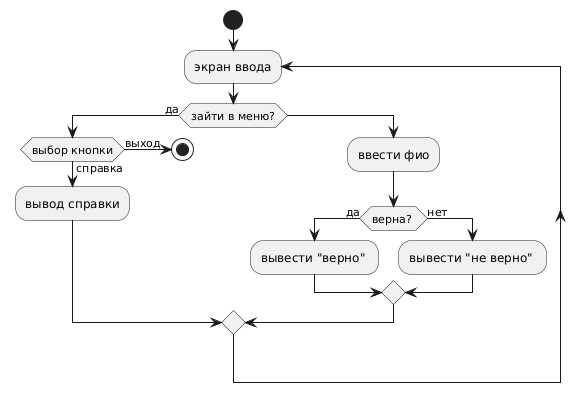 экран ввода
зайти в меню?
да
выбор кнопки
выход
справка
вывод справки
ввести фио
верна?
да
нет
вывести "верно"
вывести "не верно"